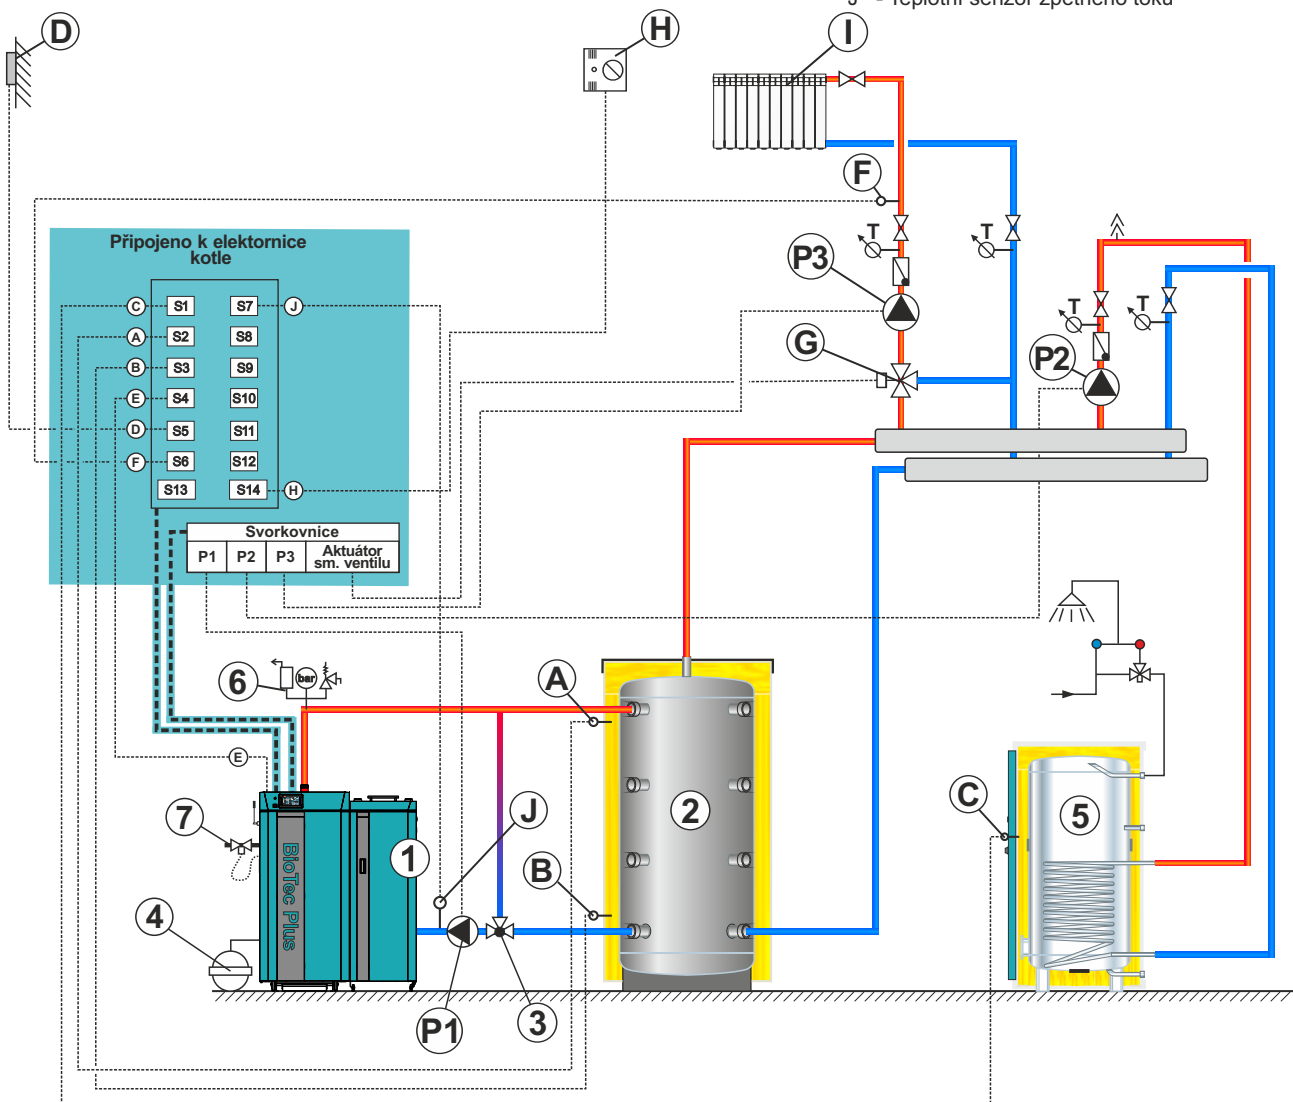 J - Teplotní senzor zpětného toku
D
H
I
F
T
T
P3
Připojeno k elektornice
kotle
C S1 S7 J
A S2 S8
B S3 S9
E S4 S10
D S5 S11
F S6 S12
S13 S14 H
G
T
T
P2
Svorkovnice
P1 P2 P3 Aktuátor
sm. ventilu
6
bar
A
E
7
1
J
2
C
5
B
BioTec Plus
4
P1
3